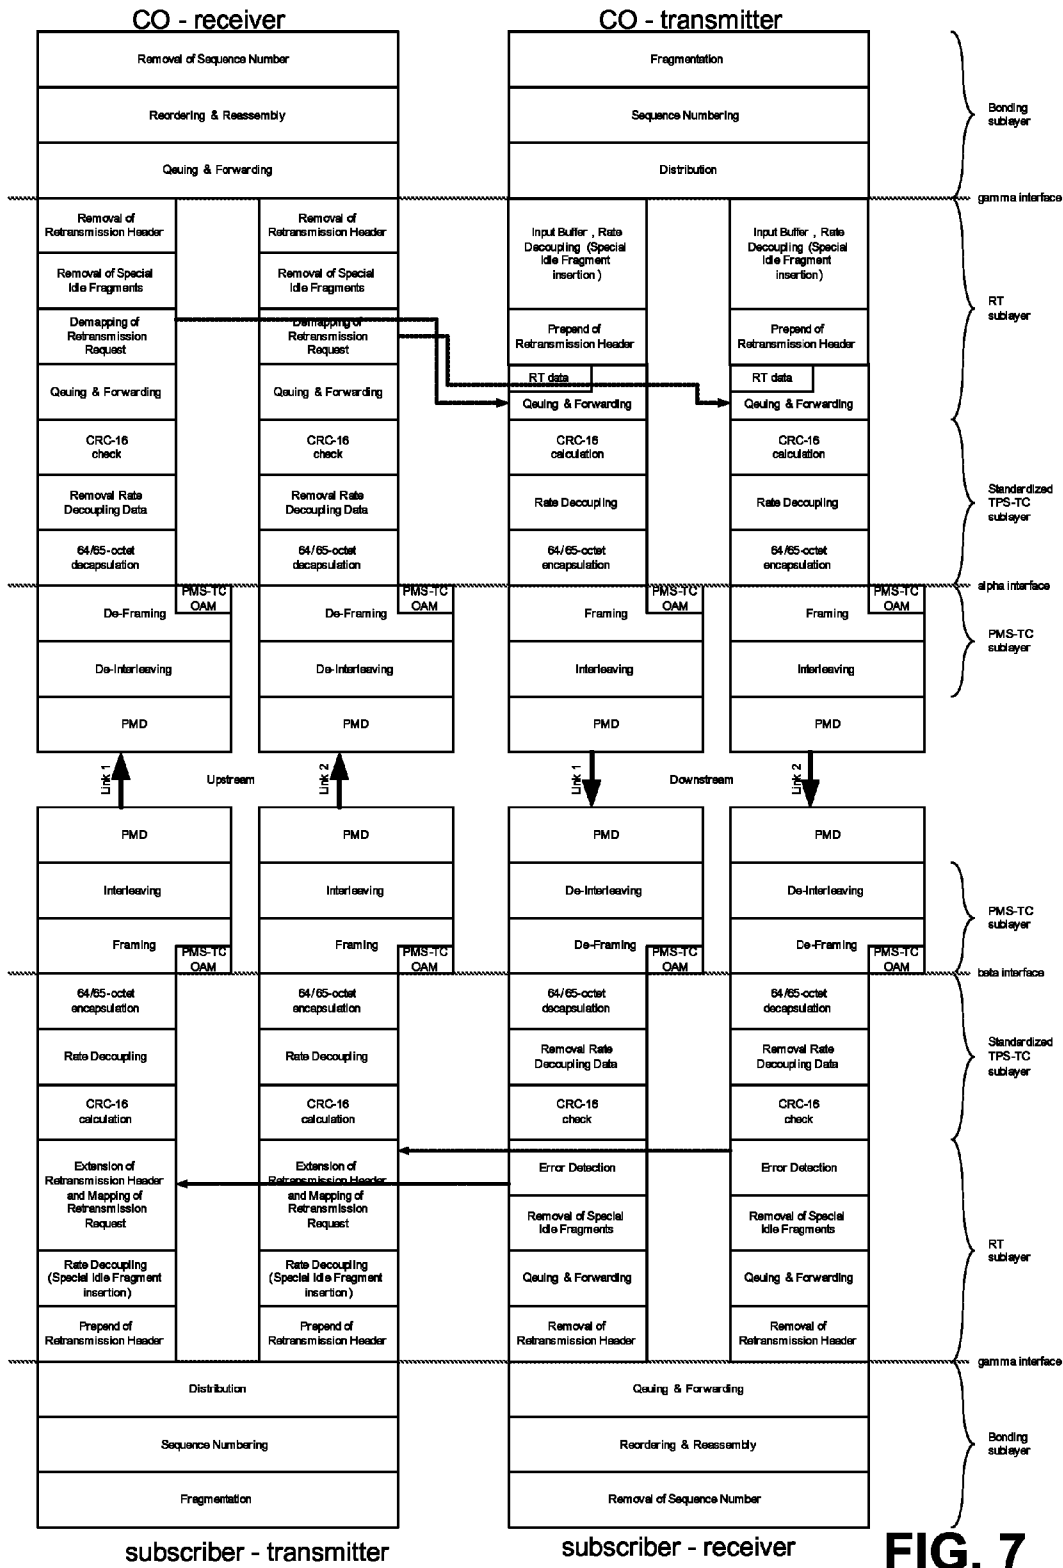 CO - receiver
CO - transmitter
Removal of Sequence Number
Fragmentation
Reordering & Reassembly
Sequence Numbering
Bonding
sublayer
Qeuing & Forwarding
Distribution
gamma interface
Removal of
Retransmission Header
Removal of
Retransmission Header
Input Buffer , Rate
Decoupling (Special
Idle Fragment
insertion )
Input Buffer , Rate
Decoupling (Special
Idle Fragment
insertion )
Removal of Special
Idle Fragments
Removal of Special
Idle Fragments
RT
sublayer
Demapping of
Retransmission
Request
Demapping of
Retransmission
Request
Prepend of
Retransmission Header
Prepend of
Retransmission Header
RT data
RT data
Qeuing & Forwarding
Qeuing & Forwarding
Qeuing & Forwarding
Qeuing & Forwarding
CRC-16
check
CRC-16
check
CRC-16
calculation
CRC-16
calculation
Removal Rate
Decoupling Data
Removal Rate
Decoupling Data
Rate Decoupling
Rate Decoupling
Standardized
TPS-TC
sublayer
64/65-octet
decapsulation
64/65-octet
decapsulation
64/65-octet
encapsulation
64/65-octet
encapsulation
alpha interface
De-Framing
PMS-TC
OAM
De-Framing
PMS-TC
OAM
Framing
PMS-TC
OAM
Framing
PMS-TC
OAM
PMS-TC
sublayer
De-Interleaving
De-Interleaving
Interleaving
Interleaving
PMD
PMD
PMD
PMD
Link 1
Upstream
Link 2
Link 1
Downstream
Link 2
PMD
PMD
PMD
PMD
Interleaving
Interleaving
De-Interleaving
De-Interleaving
PMS-TC
sublayer
Framing
PMS-TC
OAM
Framing
PMS-TC
OAM
De-Framing
PMS-TC
OAM
De-Framing
PMS-TC
OAM
beta interface
64/65-octet
encapsulation
64/65-octet
encapsulation
64/65-octet
decapsulation
64/65-octet
decapsulation
Rate Decoupling
Rate Decoupling
Removal Rate
Decoupling Data
Removal Rate
Decoupling Data
Standardized
TPS-TC
sublayer
CRC-16
calculation
CRC-16
calculation
CRC-16
check
CRC-16
check
Extension of
Retransmission Header
and Mapping of
Retransmission
Request
Extension of
Retransmission Header
and Mapping of
Retransmission
Request
Error Detection
Error Detection
Removal of Special
Idle Fragments
Removal of Special
Idle Fragments
RT
sublayer
Rate Decoupling
(Special Idle Fragment
insertion )
Rate Decoupling
(Special Idle Fragment
insertion )
Qeuing & Forwarding
Qeuing & Forwarding
Prepend of
Retransmission Header
Prepend of
Retransmission Header
Removal of
Retransmission Header
Removal of
Retransmission Header
gamma interface
Distribution
Qeuing & Forwarding
Sequence Numbering
Reordering & Reassembly
Bonding
sublayer
Fragmentation
Removal of Sequence Number
subscriber - transmitter
subscriber - receiver
FIG. 7